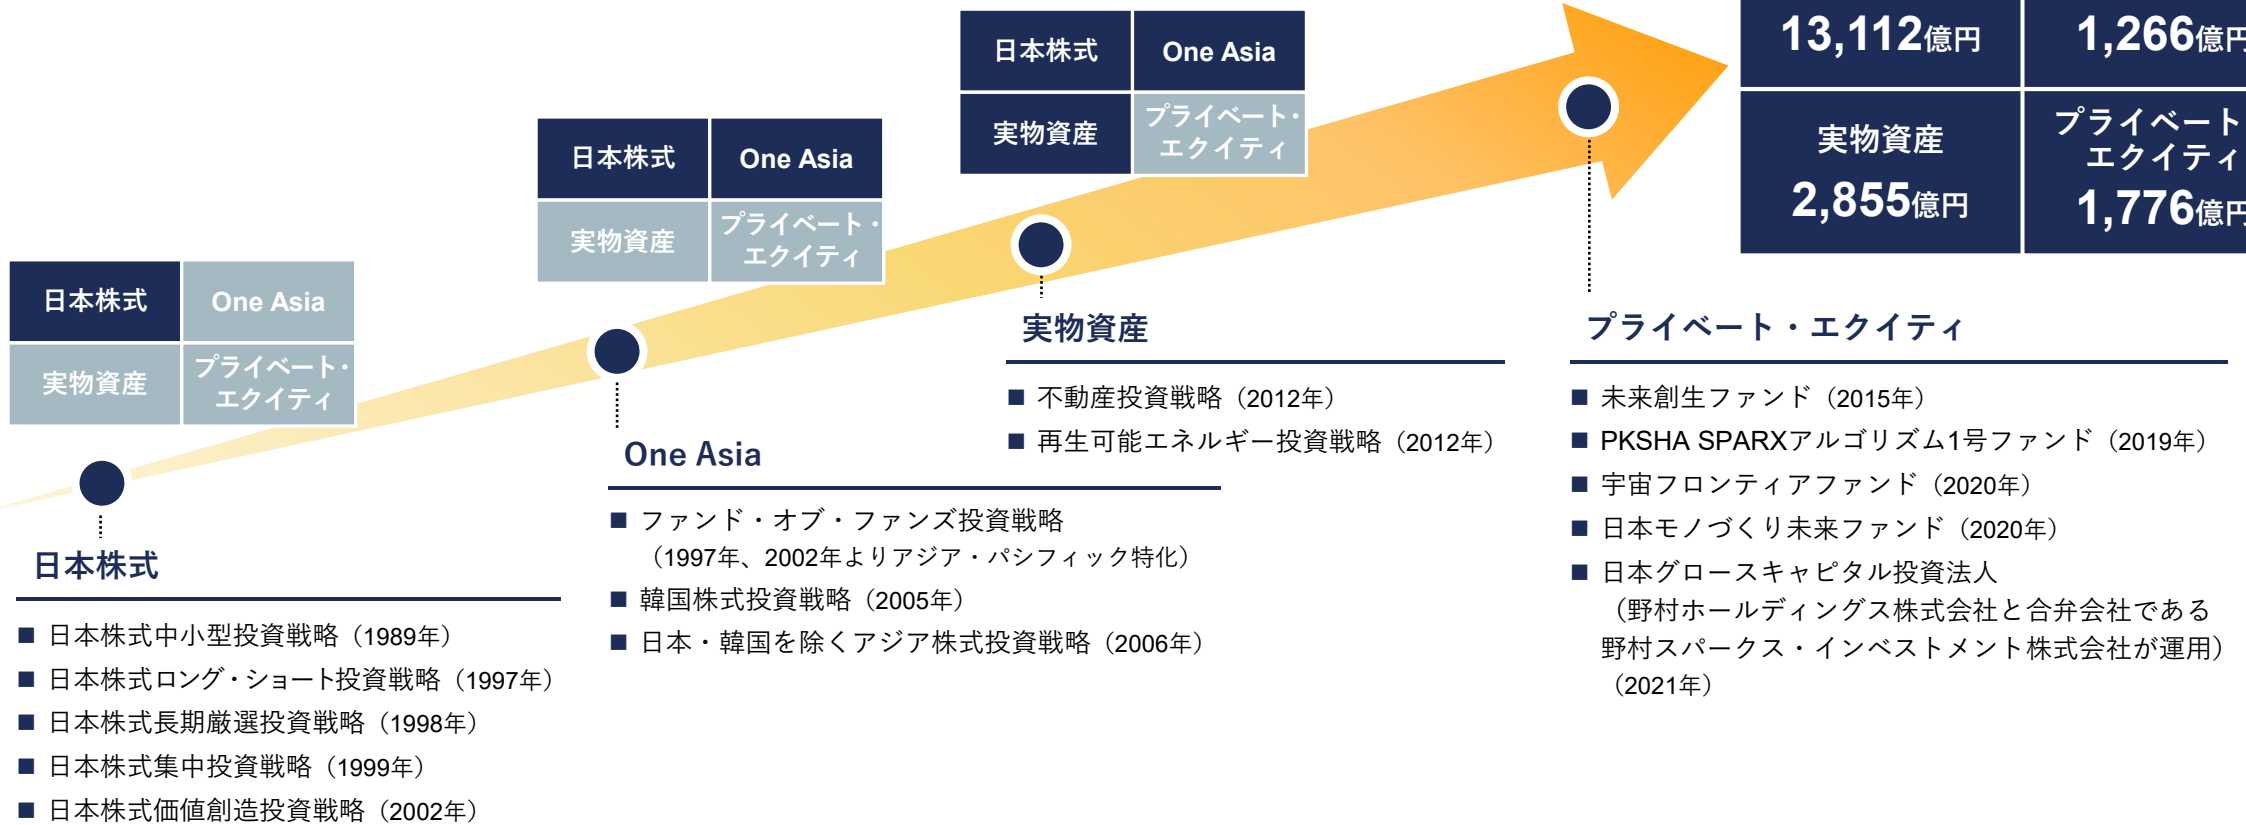 13,112億円
1,266億円
実物資産
2,855億円
プライベート
エクイティ
1,776億円
日本株式
One Asia
実物資産
プライベート・
エクイティ
日本株式
One Asia
実物資産
プライベート・
エクイティ
日本株式
One Asia
実物資産
プライベート・
エクイティ
日本株式
■ 日本株式中小型投資戦略（1989年）
■ 日本株式ロング・ショート投資戦略（1997年）
■ 日本株式長期厳選投資戦略（1998年）
■ 日本株式集中投資戦略（1999年）
■ 日本株式価値創造投資戦略（2002年）
One Asia
■ ファンド・オブ・ファンズ投資戦略
（1997年、2002年よりアジア・パシフィック特化）
■ 韓国株式投資戦略（2005年）
■ 日本・韓国を除くアジア株式投資戦略（2006年）
実物資産
■ 不動産投資戦略（2012年）
■ 再生可能エネルギー投資戦略（2012年）
プライベート・エクイティ
■ 未来創生ファンド（2015年）
■ PKSHA SPARXアルゴリズム1号ファンド（2019年）
■ 宇宙フロンティアファンド（2020年）
■ 日本モノづくり未来ファンド（2020年）
■ 日本グロースキャピタル投資法人
（野村ホールディングス株式会社と合弁会社である
野村スパークス・インベストメント株式会社が運用）
（2021年）